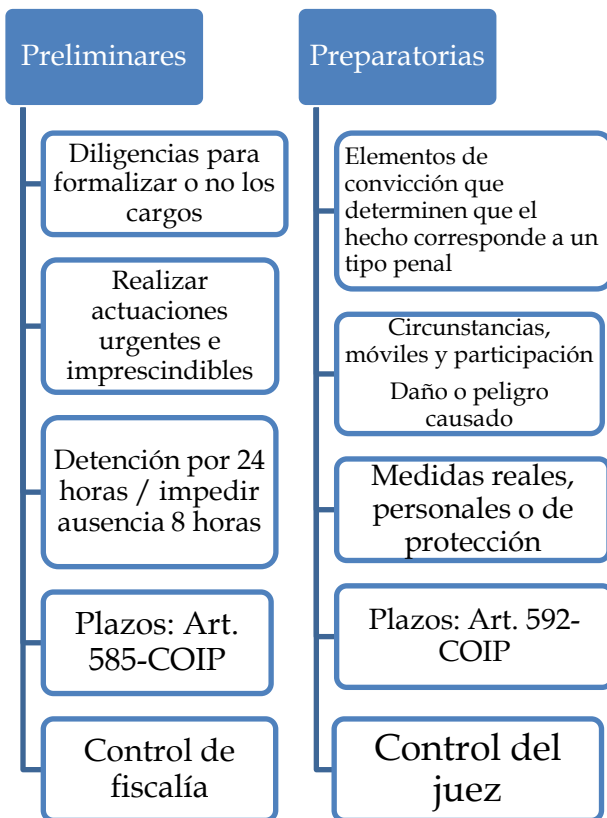 Preliminares
Diligencias para
formalizar o no los
cargos
Realizar
actuaciones
urgentes e
imprescindibles
Detención por 24
horas / impedir
ausencia 8 horas
Plazos: Art.
585-COIP
Control de
fiscalía
Preparatorias
Elementos de
convicción que
determinen que el
hecho corresponde a un
tipo penal
Circunstancias,
móviles y participación
Daño o peligro
causado
Medidas reales,
personales o de
protección
Plazos: Art. 592-
COIP
Control del
juez